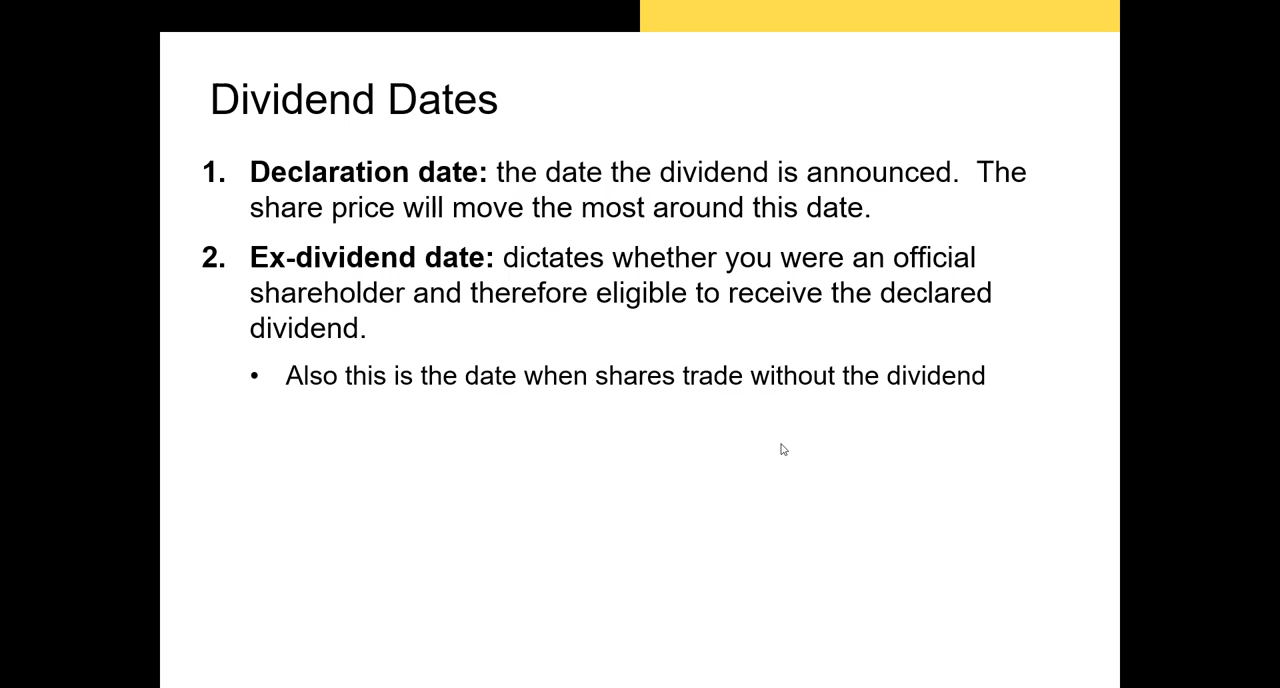 Dividend Dates
1. Declaration date: the date the dividend is announced.  The
share price will move the most around this date.
2. Ex-dividend date: dictates whether you were an official
shareholder and therefore eligible to receive the declared
dividend.
• Also this is the date when shares trade without the dividend